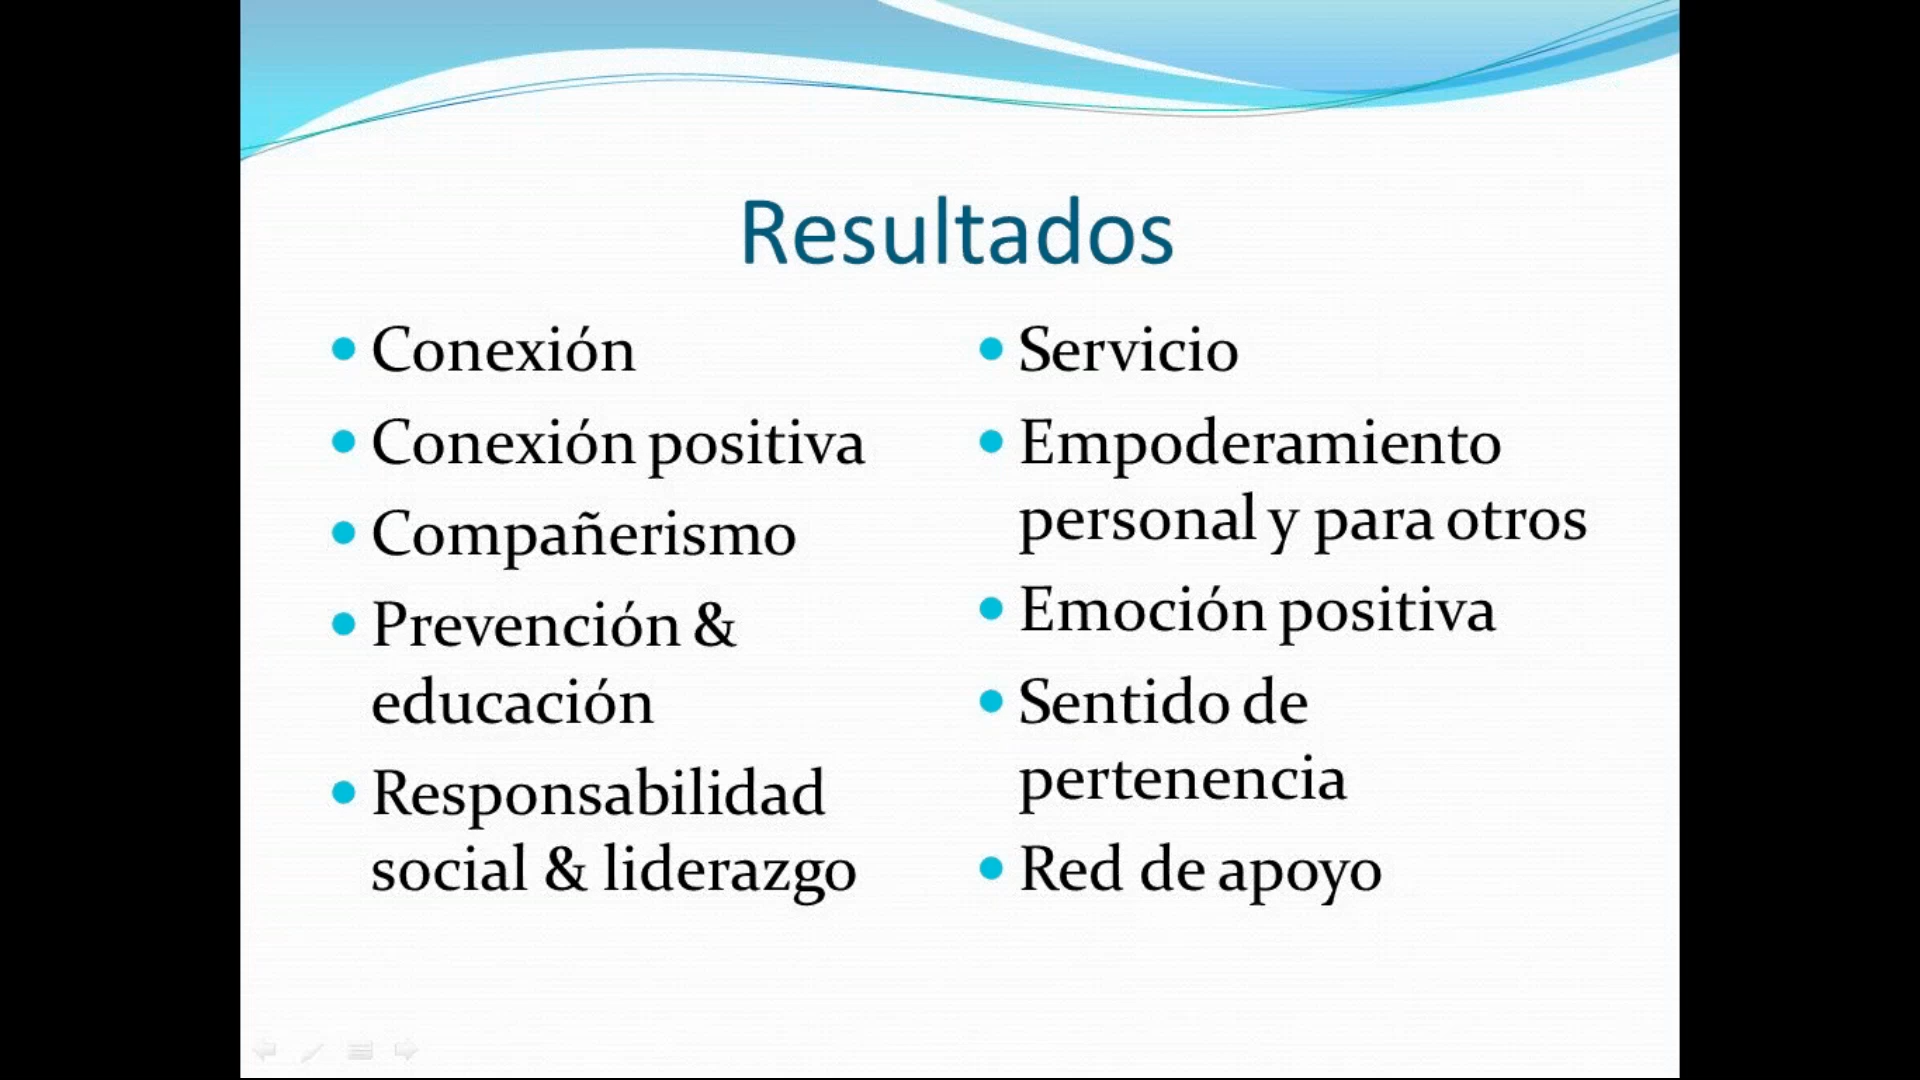 Resultados
Conexión
Conexión positiva
Compañerismo
Prevención &
educación
Responsabilidad
social & liderazgo
Servicio
Empoderamiento
personal y para otros
Emoción positiva
Sentido de
pertenencia
Red de apoyo